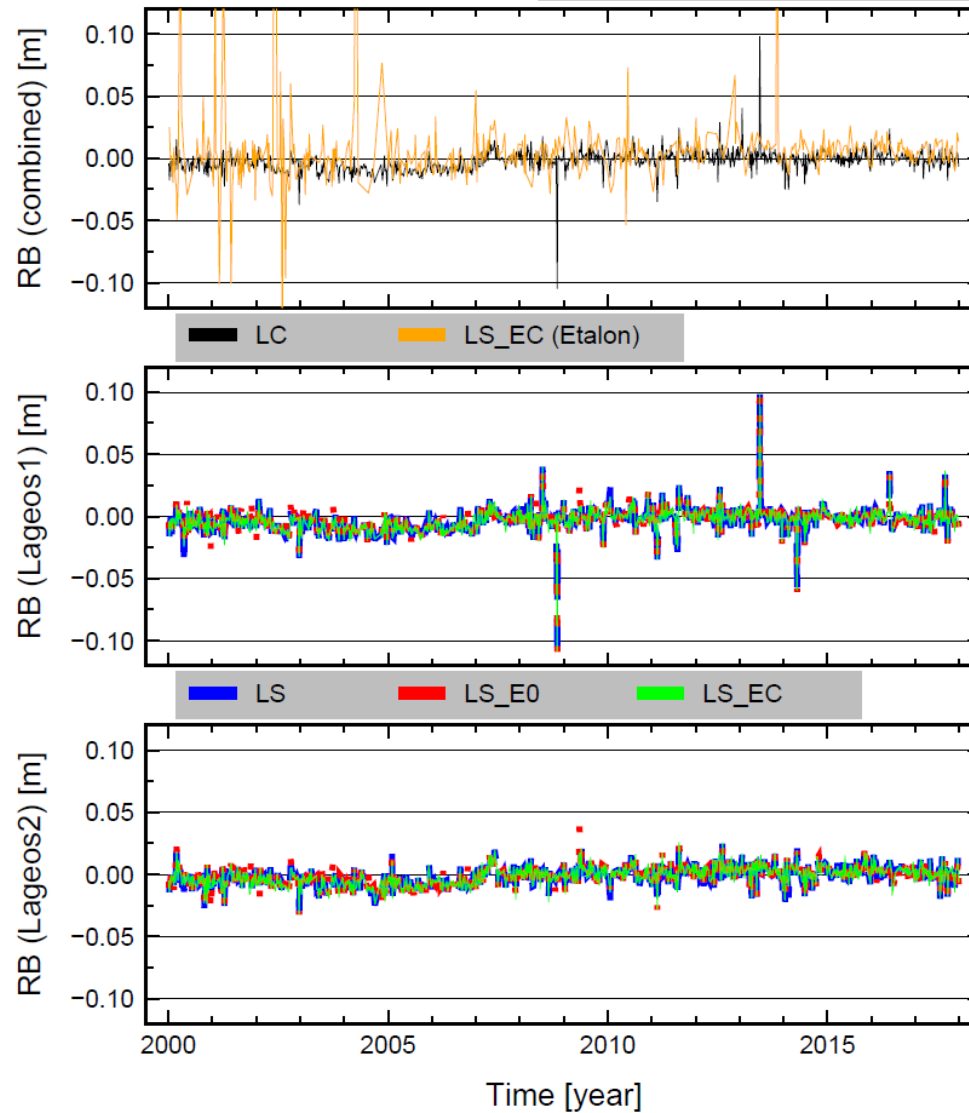 RB (combined) [m]
0.10
0.05
0.00
−0.05
−0.10
LC LS_EC (Etalon)
RB (Lageos1) [m]
0.10
0.05
0.00
−0.05
−0.10
LS LS_E0 LS_EC
RB (Lageos2) [m]
0.10
0.05
0.00
−0.05
−0.10
2000 2005 2010 2015
Time [year]